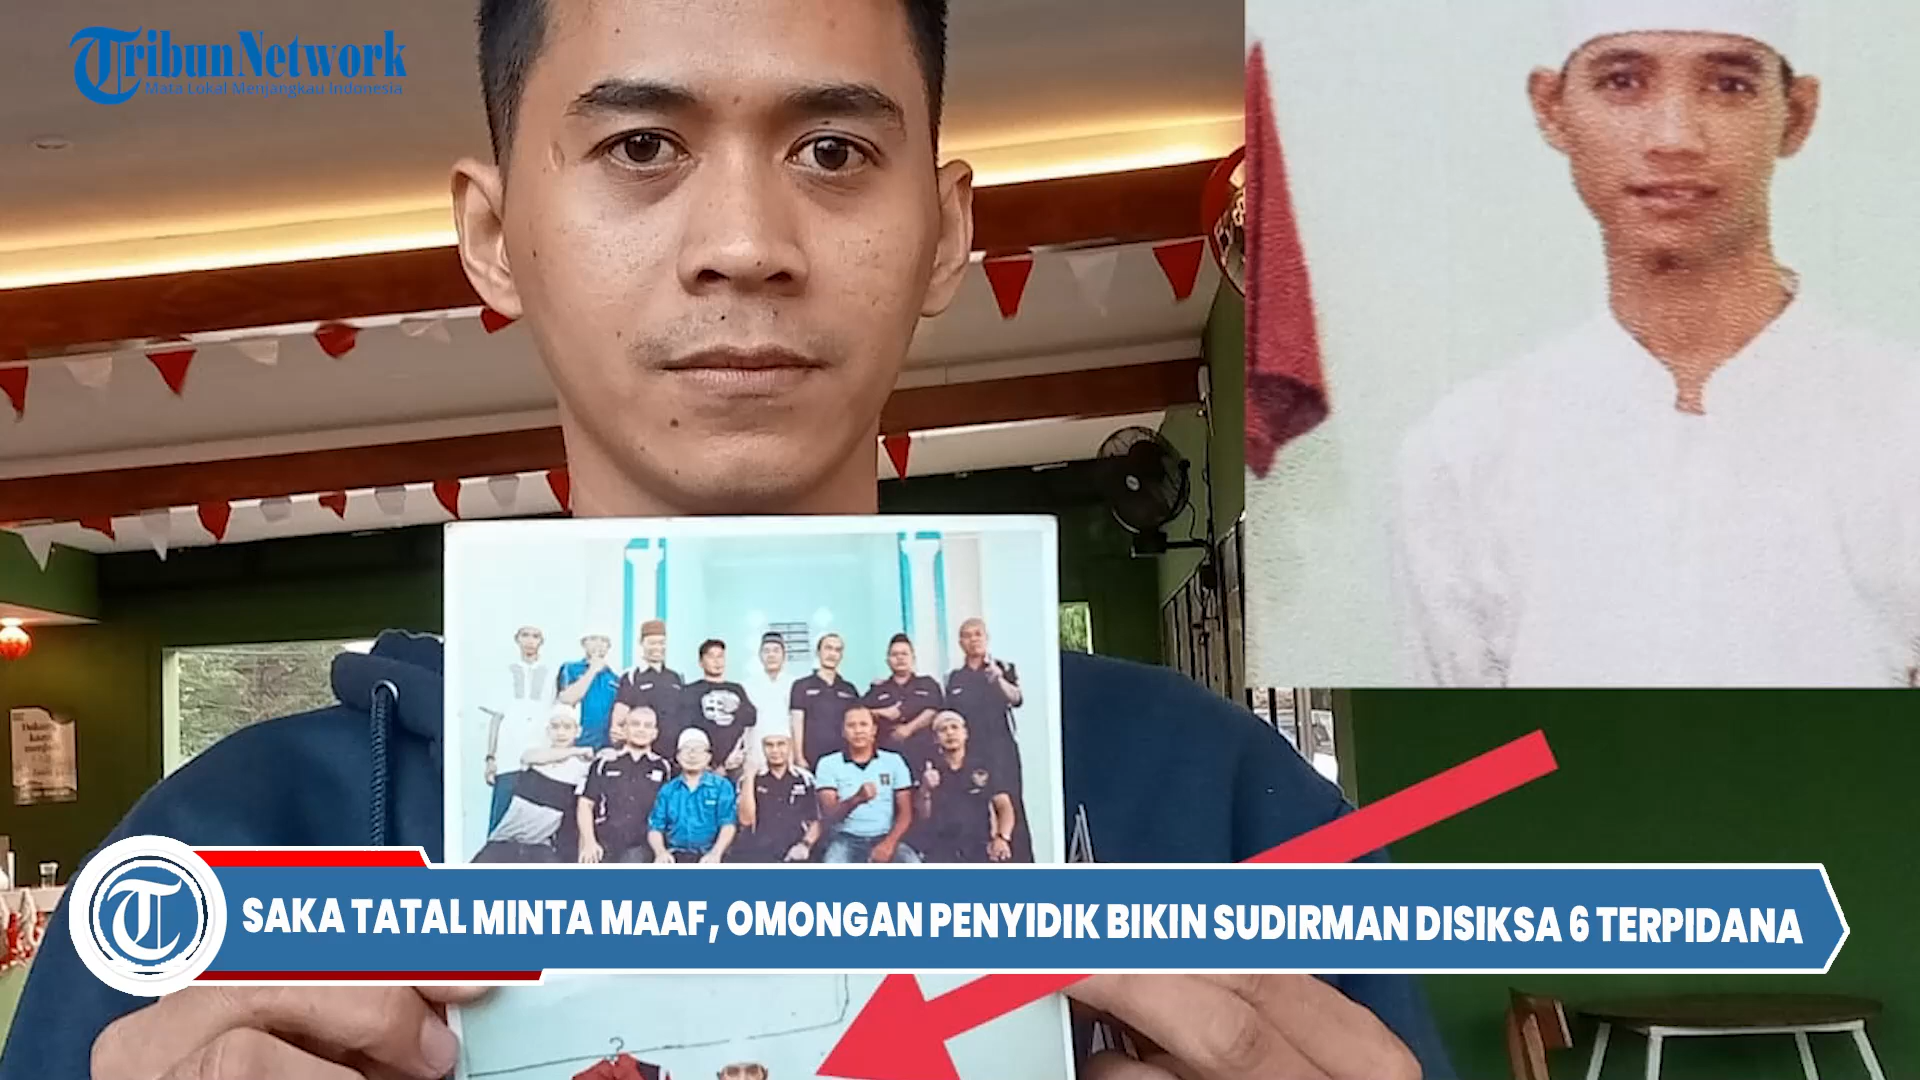 TribunNetwork
Mata Lokal Menjangkau Indonesia
SAKA TATAL MINTA MAAF, OMONGAN PENYIDIK BIKIN SUDIRMAN DISIKSA 6 TERPIDANA